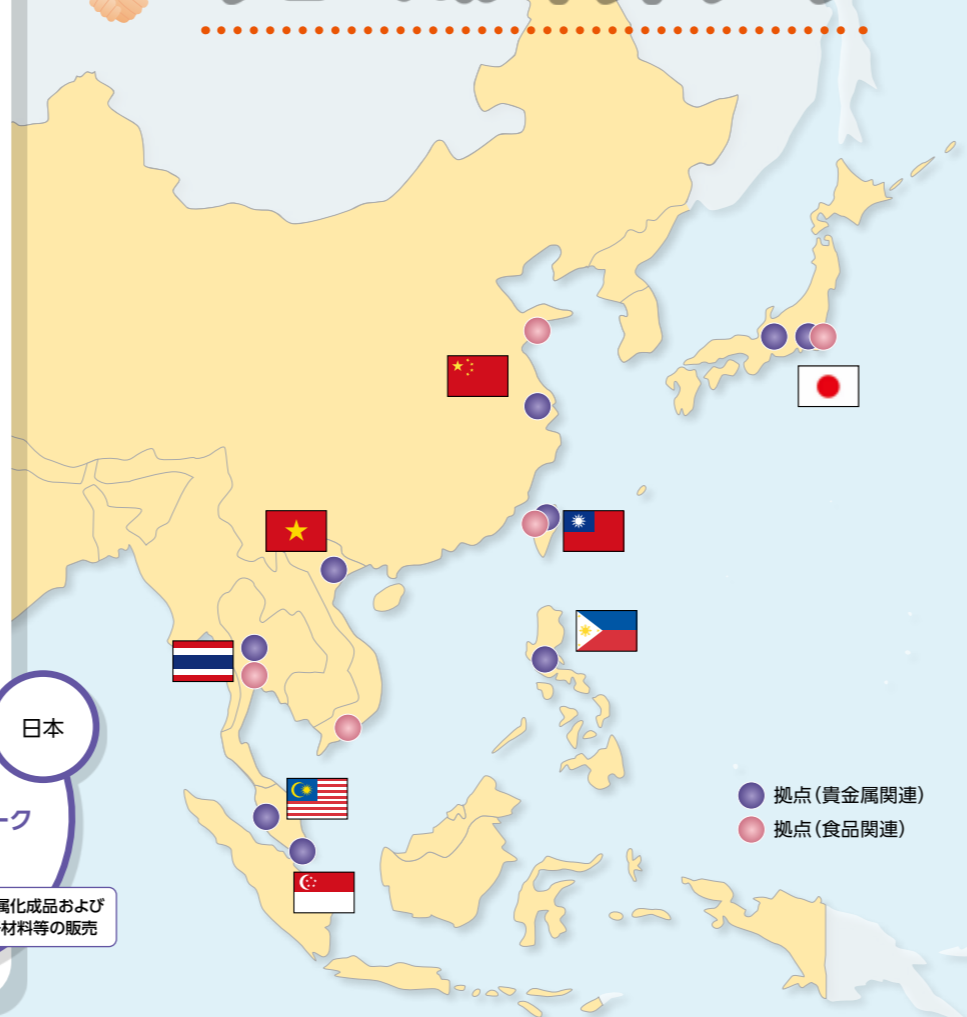 日本
ーク
属化成品および
材料等の販売
拠点（貴金属関連）
拠点（食品関連）